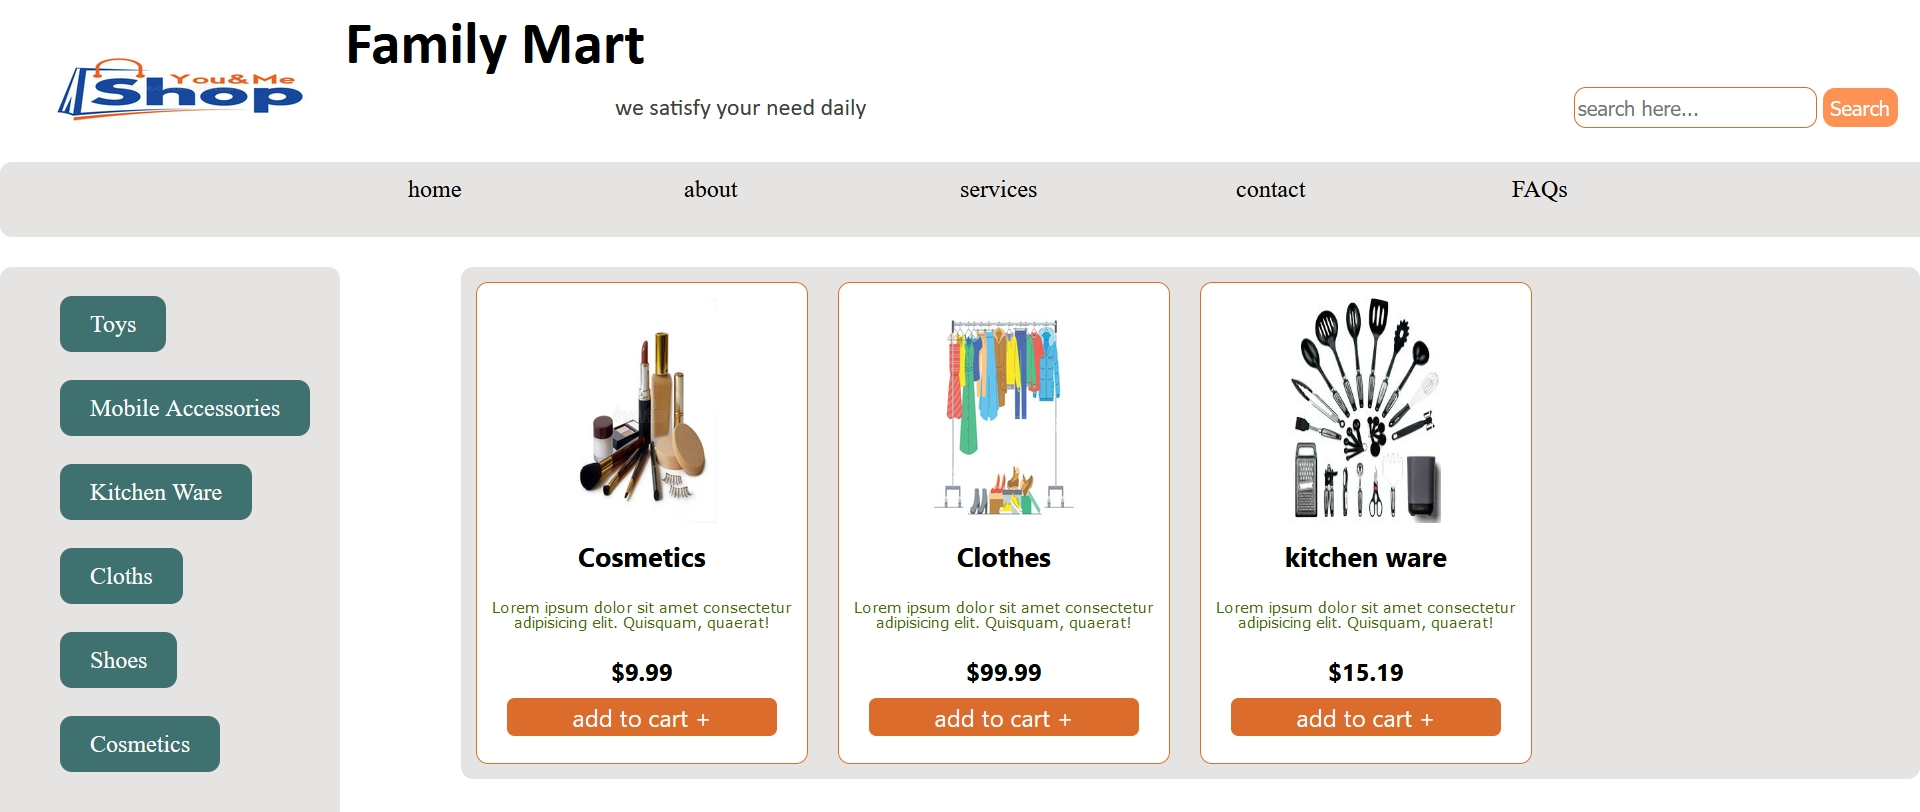 Family Mart
You&Me
Shop
we satisfy your need daily
search here...
Search
home
about
services
contact
FAQs
Toys
Mobile Accessories
Kitchen Ware
Cloths
Shoes
Cosmetics
Cosmetics
Lorem ipsum dolor sit amet consectetur
adipisicing elit. Quisquam, quaerat!
$9.99
add to cart +
Clothes
Lorem ipsum dolor sit amet consectetur
adipisicing elit. Quisquam, quaerat!
$99.99
add to cart +
kitchen ware
Lorem ipsum dolor sit amet consectetur
adipisicing elit. Quisquam, quaerat!
$15.19
add to cart +